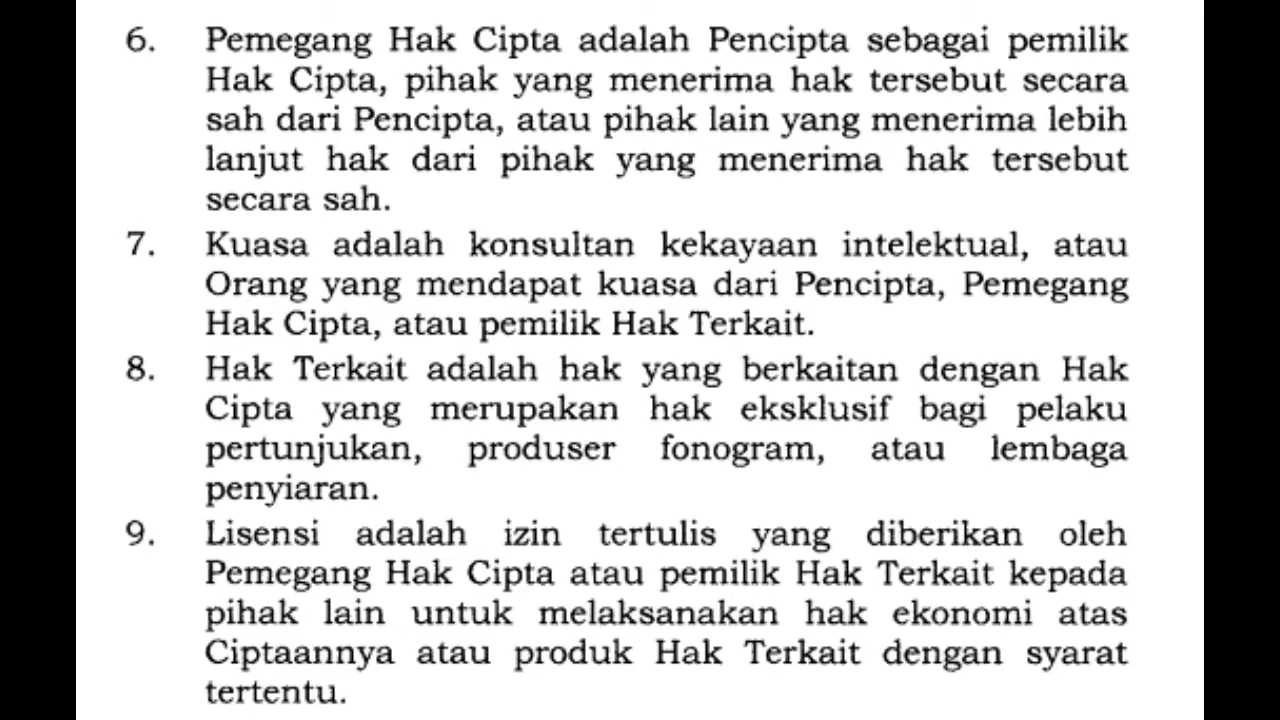 6. Pemegang Hak Cipta adalah Pencipta sebagai pemilik
Hak Cipta, pihak yang menerima hak tersebut secara
sah dari Pencipta, atau pihak lain yang menerima lebih
lanjut hak dari pihak yang menerima hak tersebut
secara sah.
7. Kuasa adalah konsultan kekayaan intelektual, atau
Orang yang mendapat kuasa dari Pencipta, Pemegang
Hak Cipta, atau pemilik Hak Terkait.
8. Hak Terkait adalah hak yang berkaitan dengan Hak
Cipta yang merupakan hak eksklusif bagi pelaku
pertunjukan, produser fonogram, atau lembaga
penyiaran.
9. Lisensi adalah izin tertulis yang diberikan oleh
Pemegang Hak Cipta atau pemilik Hak Terkait kepada
pihak lain untuk melaksanakan hak ekonomi atas
Ciptaannya atau produk Hak Terkait dengan syarat
tertentu.